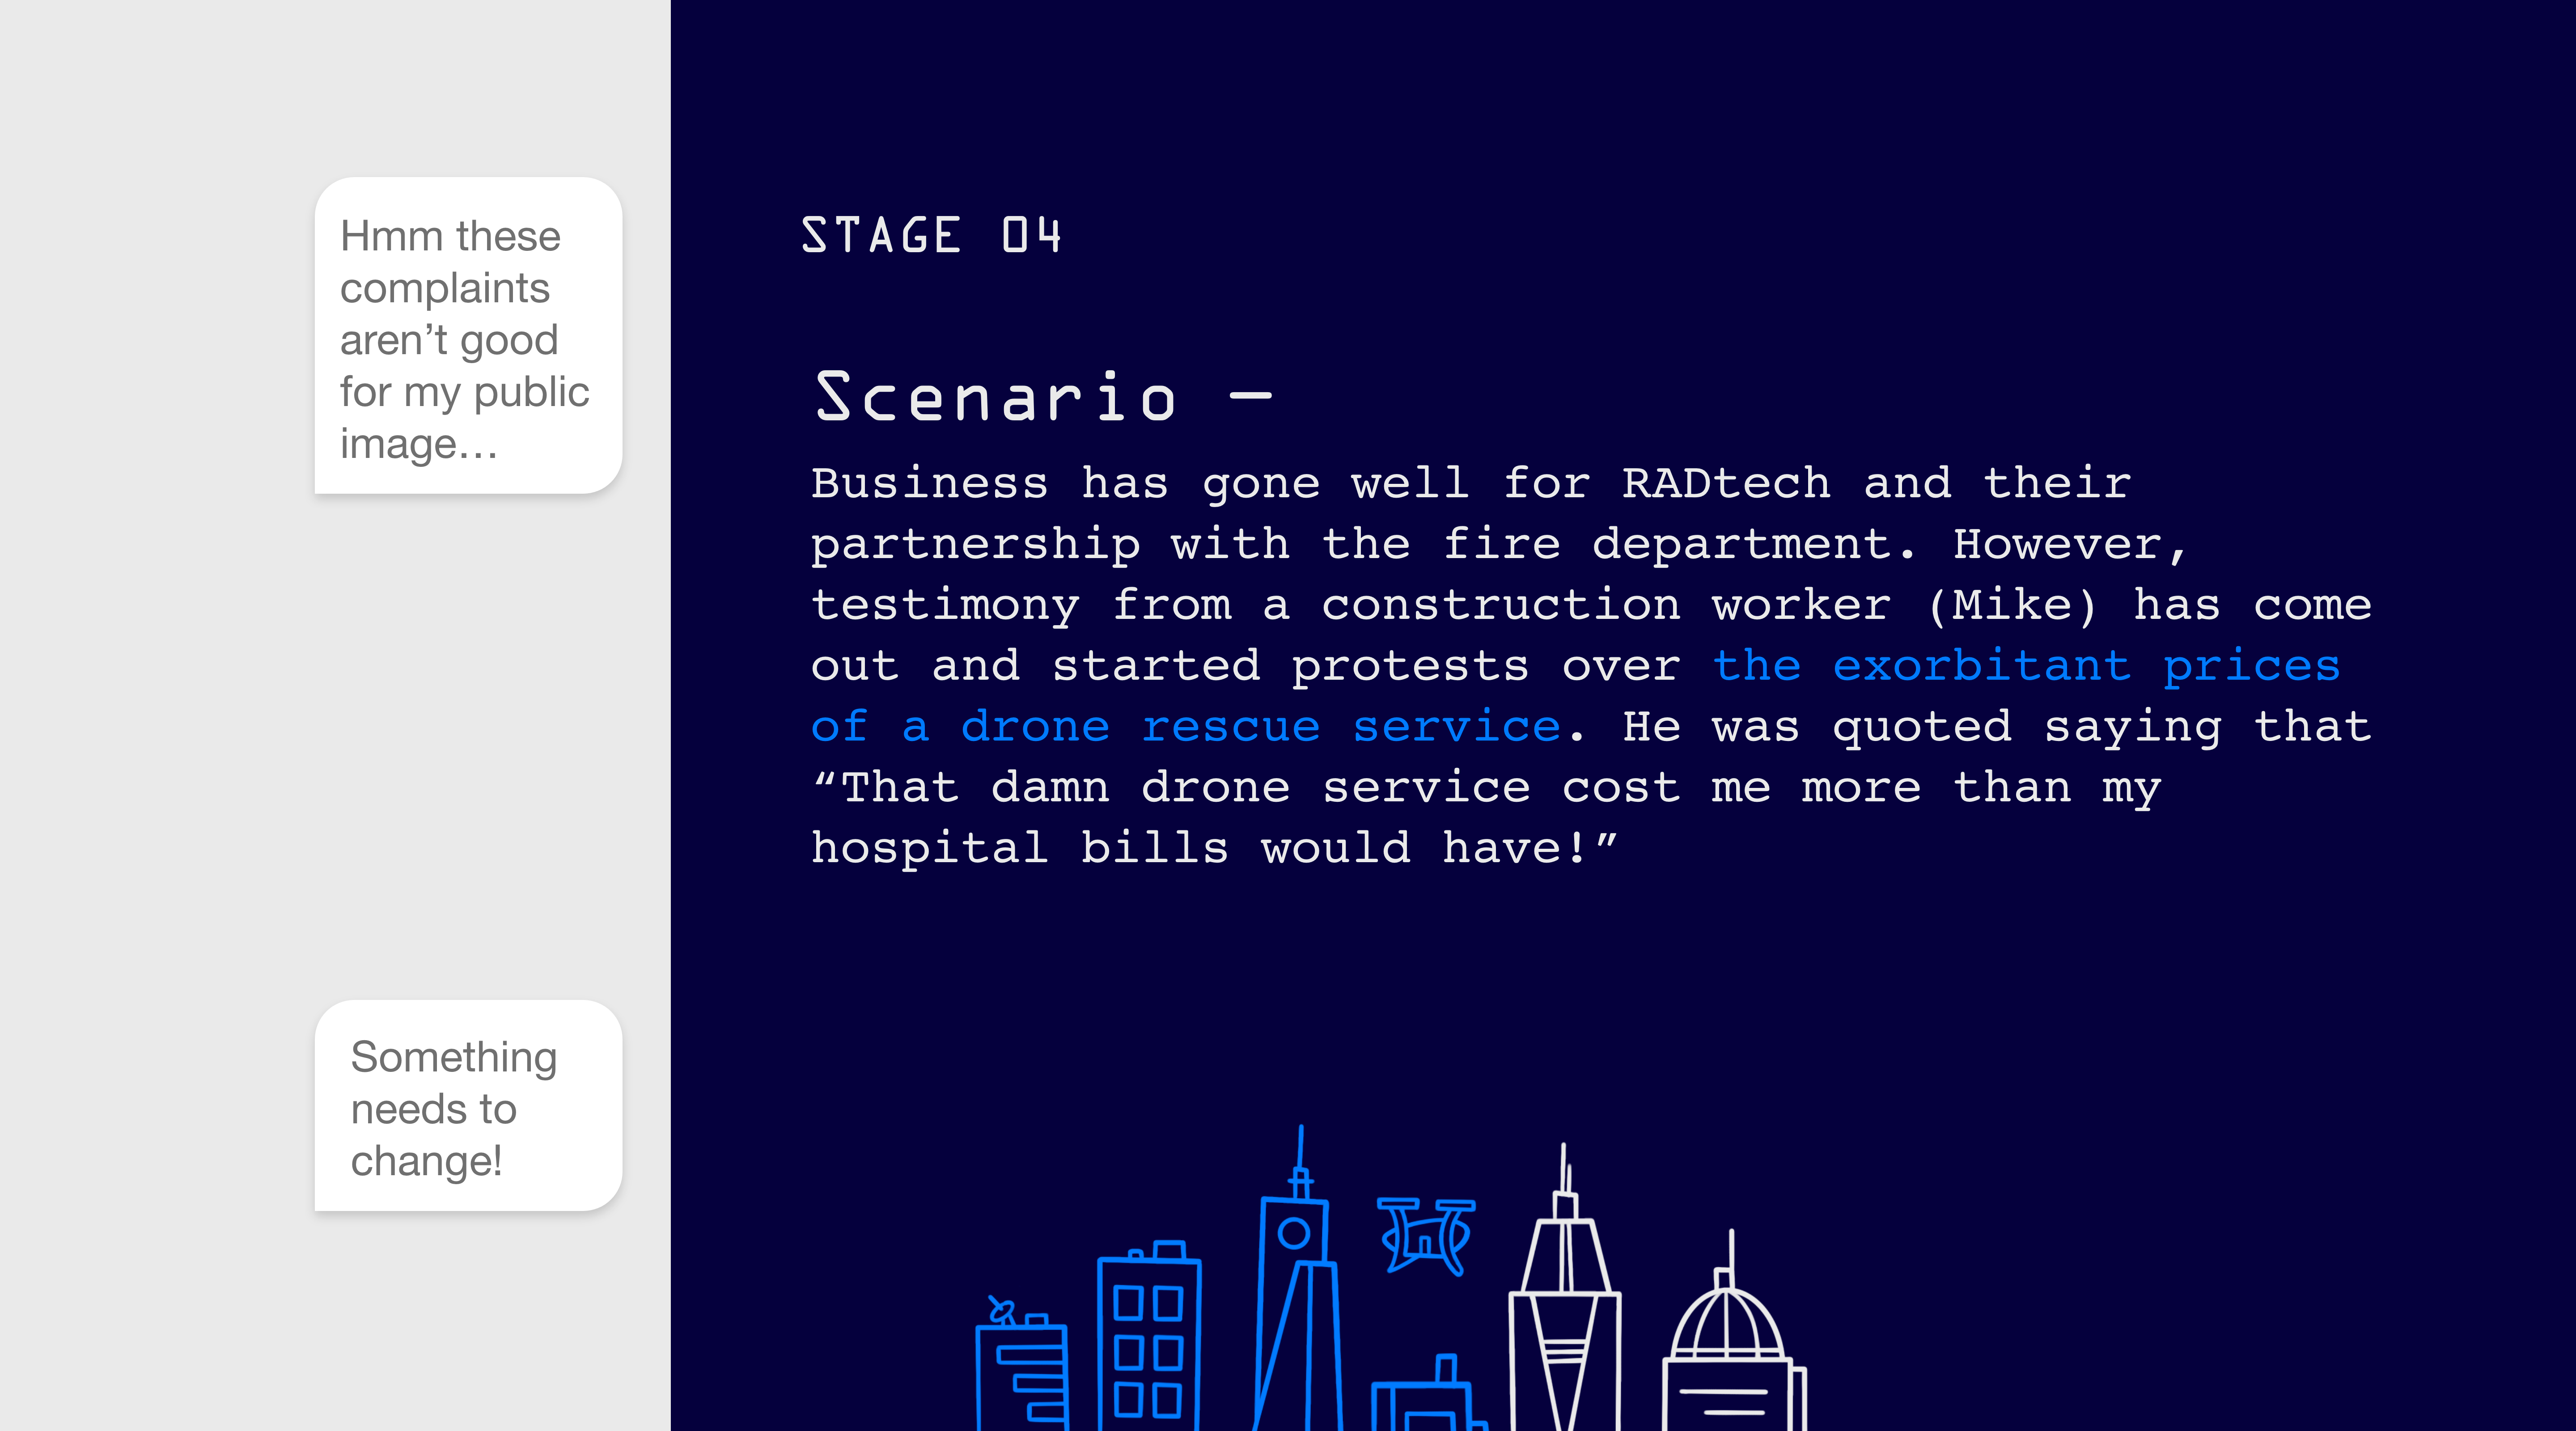 Hmm these
complaints
aren’t good
for my public
image…
Something
needs to
change!
STAGE 04
Scenario —
Business has gone well for RADtech and their
partnership with the fire department. However,
testimony from a construction worker (Mike) has come
out and started protests over the exorbitant prices
of a drone rescue service. He was quoted saying that
“That damn drone service cost me more than my
hospital bills would have!”